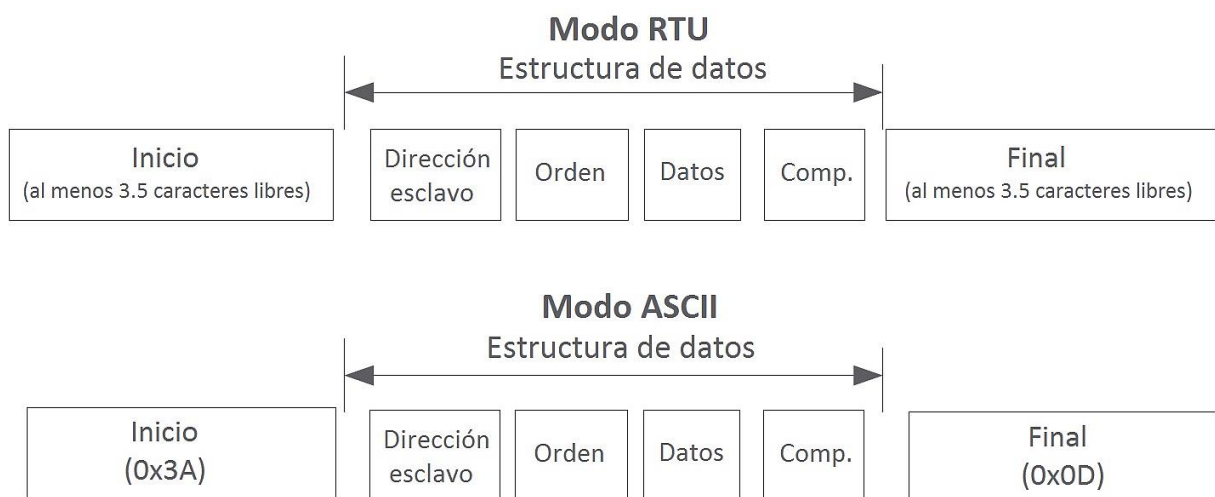 Modo RTU
Estructura de datos
Inicio
(al menos 3.5 caracteres libres)
Dirección
esclavo
Orden
Datos
Comp.
Final
(al menos 3.5 caracteres libres)
Modo ASCII
Estructura de datos
Inicio
(0x3A)
Dirección
esclavo
Orden
Datos
Comp.
Final
(0x0D)